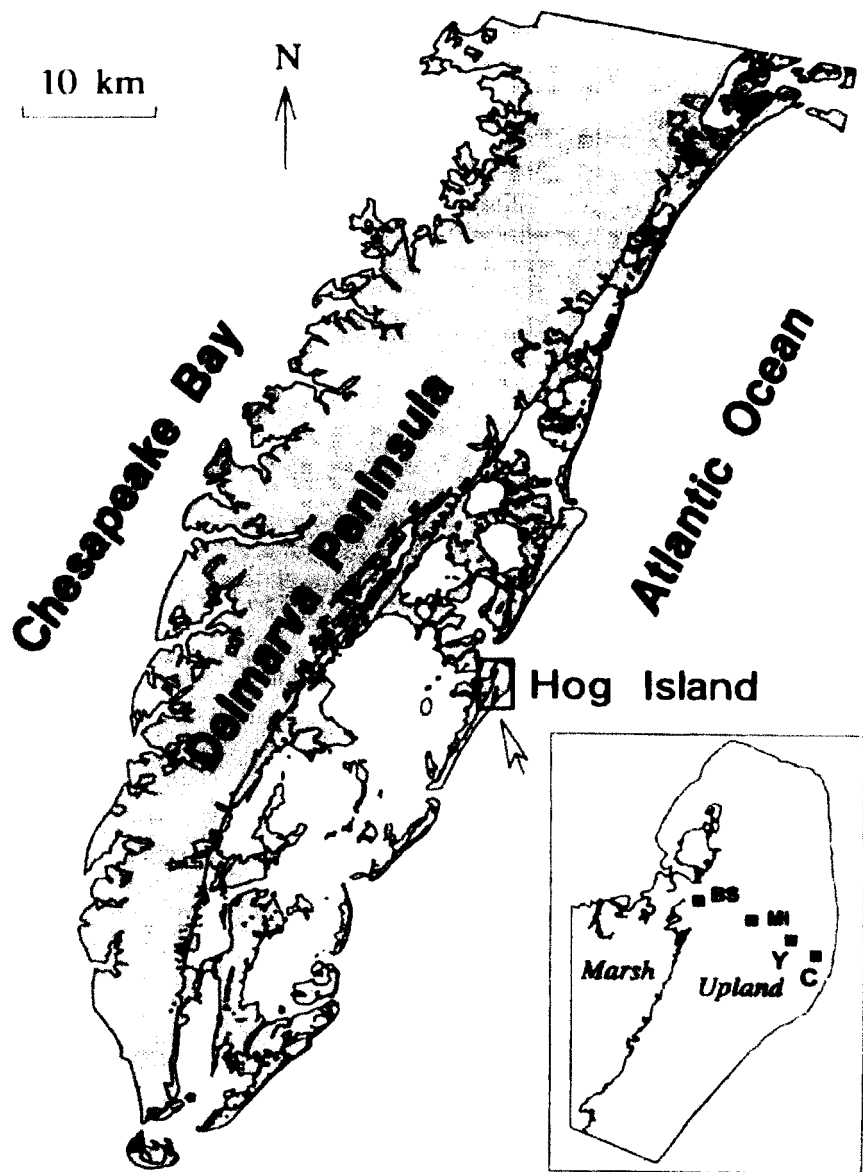 10 km
N
Chesapeake Bay
Delmarva Peninsula
Atlantic Ocean
Hog Island
BS
MI
Y
C
Marsh
Upland